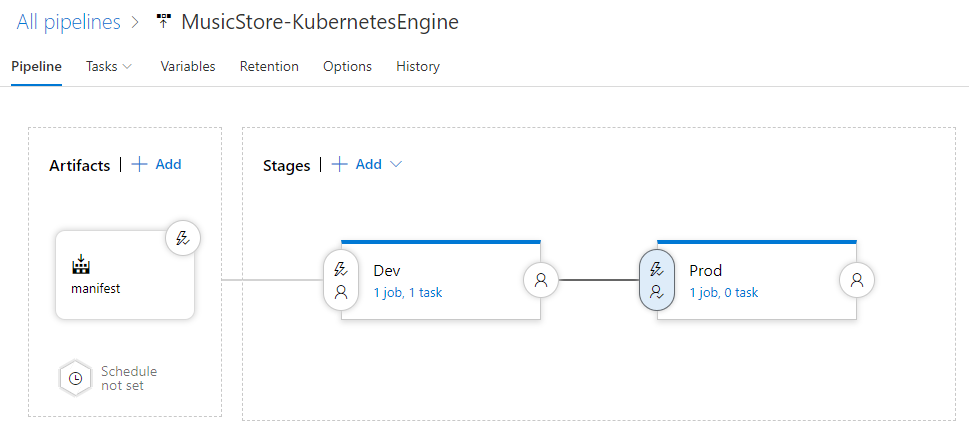 All pipelines > MusicStore-KubernetesEngine
Pipeline Tasks Variables Retention Options History
Artifacts | + Add
Stages | + Add
manifest
Dev
1 job, 1 task
Prod
1 job, 0 task
Schedule
not set